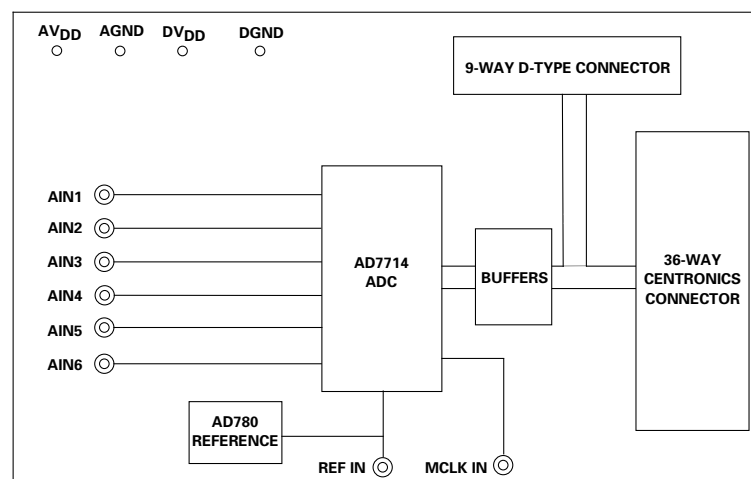 AVDD AGND DVDD DGND
9-WAY D-TYPE CONNECTOR
AIN1
AIN2
AIN3
AIN4
AIN5
AIN6
AD7714
ADC
BUFFERS
36-WAY
CENTRONICS
CONNECTOR
AD780
REFERENCE
REF IN
MCLK IN